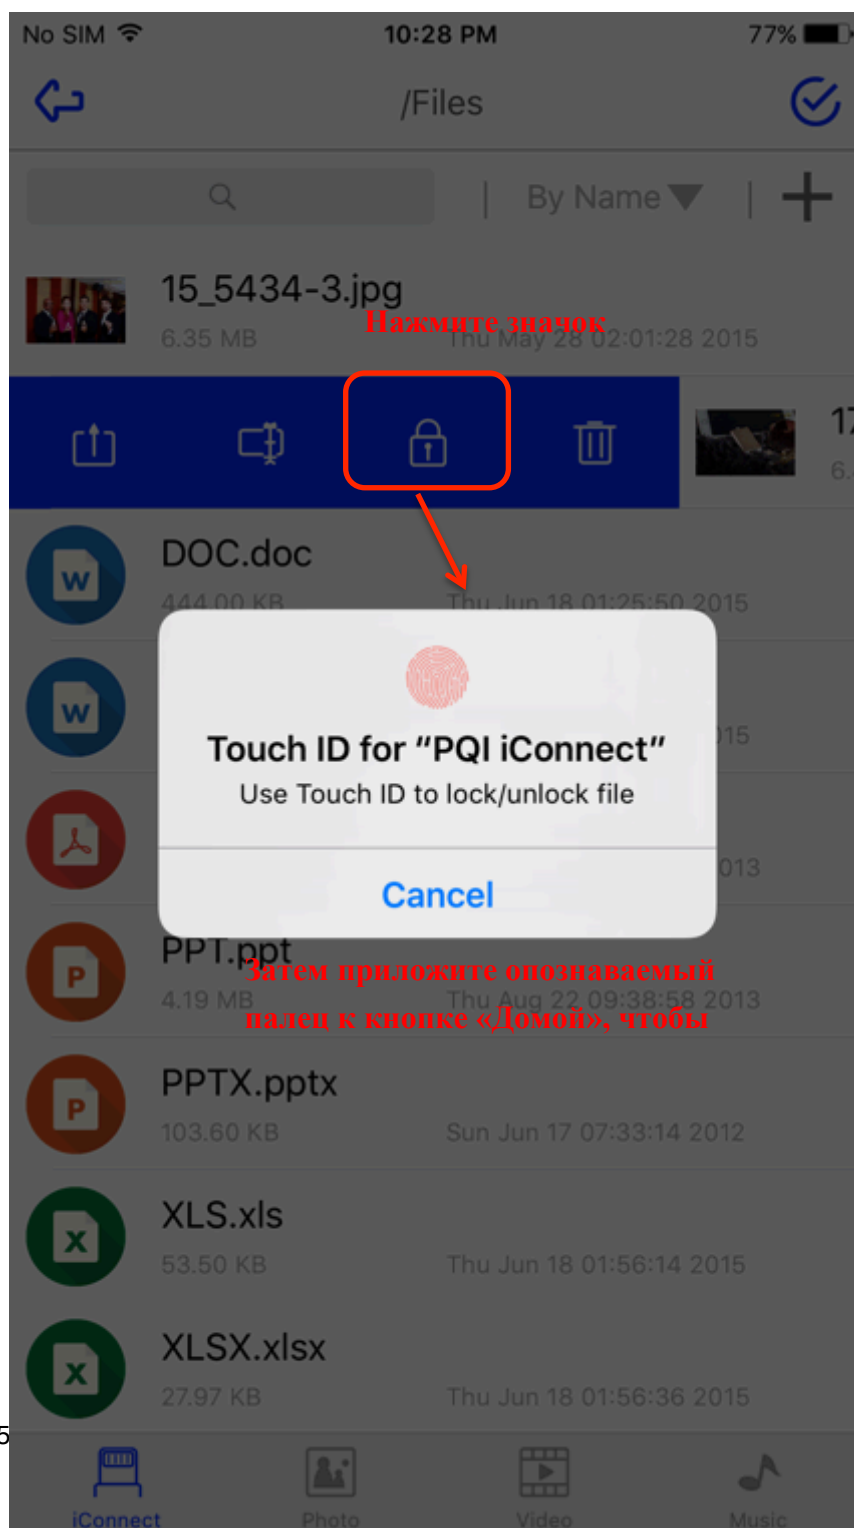 No SIM 10:28 PM 77%
/Files
By Name
15_5434-3.jpg
Нажмите значок
6.35 MB Thu May 28 02:01:28 2015
17
6.
DOC.doc
444.00 KB Thu Jun 18 01:25:50 2015
W
W
015
Touch ID for “PQI iConnect”
Use Touch ID to lock/unlock file
013
Cancel
PPT.ppt
P
Затем приложите опознаваемый
4.19 MB Thu Aug 22 09:38:58 2013
палец к кнопке «Домой», чтобы
PPTX.pptx
P
103.60 KB Sun Jun 17 07:33:14 2012
XLS.xls
X
53.50 KB Thu Jun 18 01:56:14 2015
XLSX.xlsx
X
27.97 KB Thu Jun 18 01:56:36 2015
5
iConnect Photo Video Music